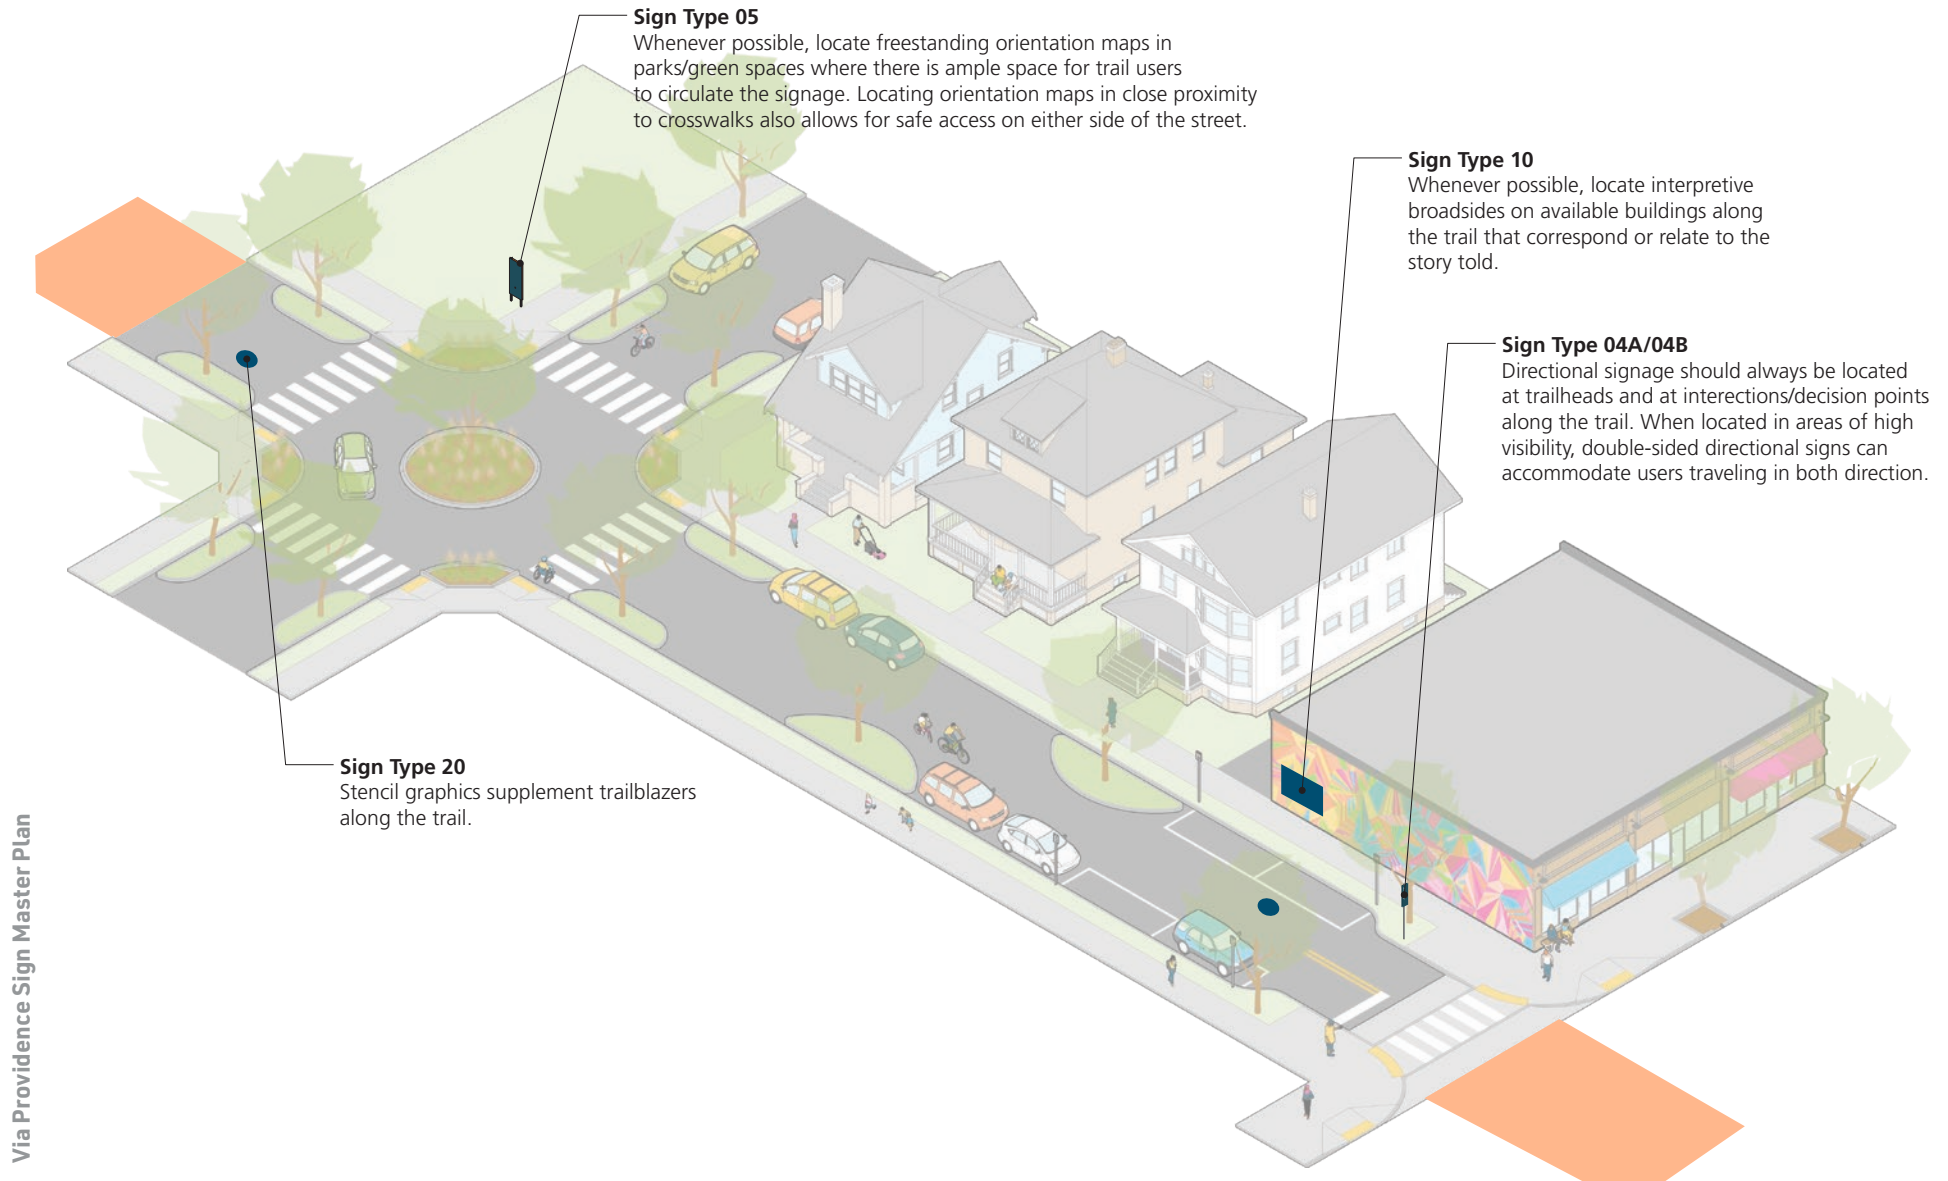 Sign Type 05
Whenever possible, locate freestanding orientation maps in
parks/green spaces where there is ample space for trail users
to circulate the signage. Locating orientation maps in close proximity
to crosswalks also allows for safe access on either side of the street.
Sign Type 10
Whenever possible, locate interpretive
broadsides on available buildings along
the trail that correspond or relate to the
story told.
Sign Type 04A/04B
Directional signage should always be located
at trailheads and at interections/decision points
along the trail. When located in areas of high
visibility, double-sided directional signs can
accommodate users traveling in both direction.
Sign Type 20
Stencil graphics supplement trailblazers
along the trail.
Via Providence Sign Master Plan